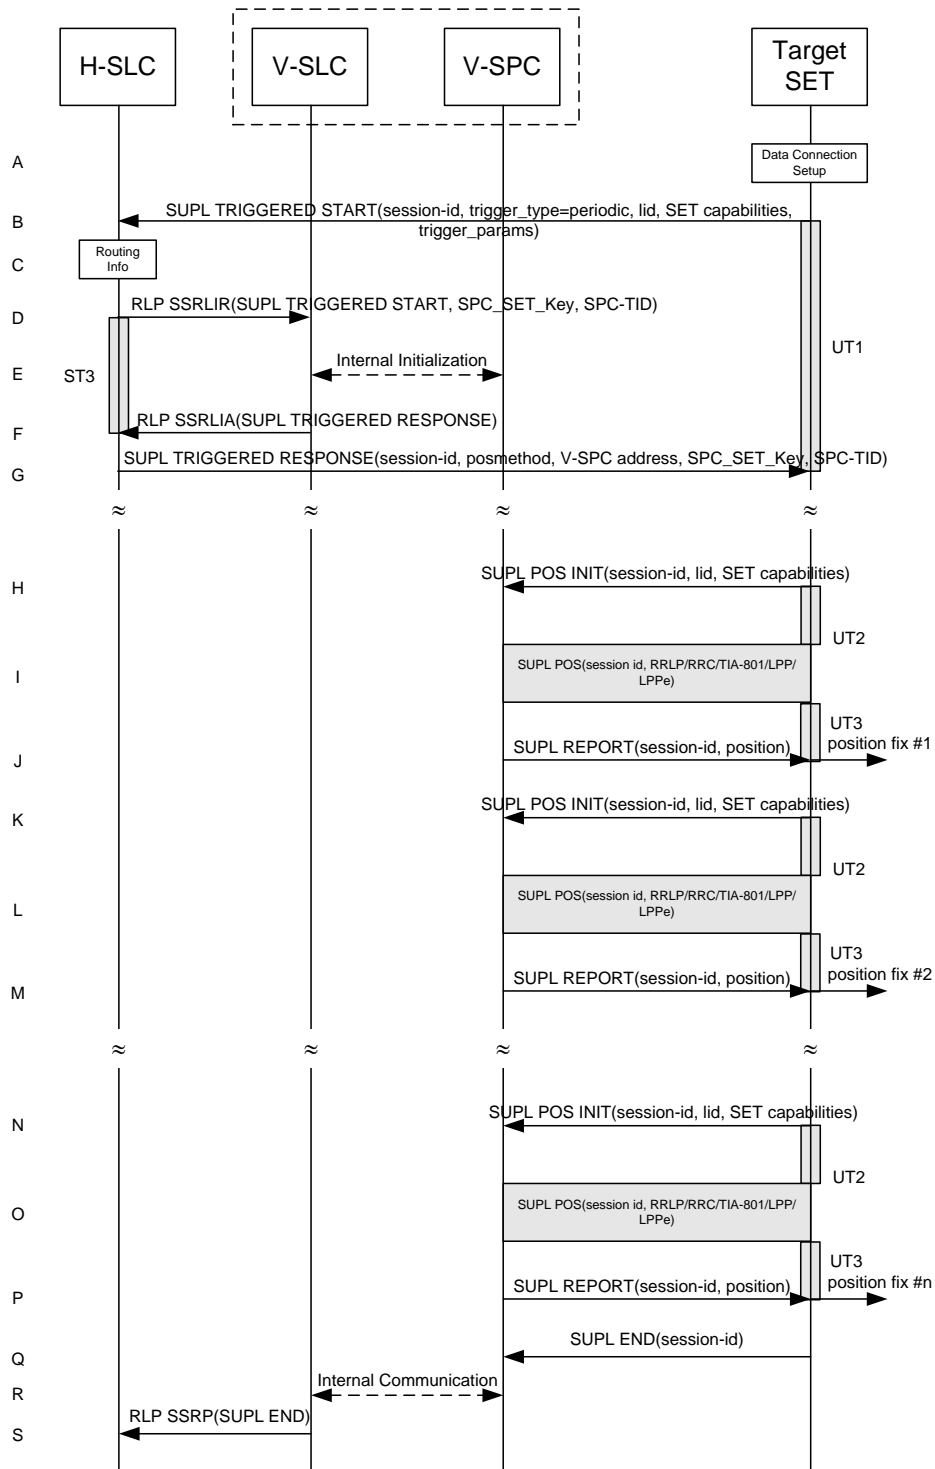 H-SLC
V-SLC
V-SPC
Target
SET
A
Data Connection
Setup
B
SUPL TRIGGERED START(session-id, trigger_type=periodic, lid, SET capabilities,
trigger_params)
C
Routing
Info
D
RLP SSRLIR(SUPL TRIGGERED START, SPC_SET_Key, SPC-TID)
UT1
E
ST3
Internal Initialization
F
RLP SSRLIA(SUPL TRIGGERED RESPONSE)
G
SUPL TRIGGERED RESPONSE(session-id, posmethod, V-SPC address, SPC_SET_Key, SPC-TID)
≈ ≈ ≈ ≈
H
SUPL POS INIT(session-id, lid, SET capabilities)
UT2
I
SUPL POS(session id, RRLP/RRC/TIA-801/LPP/
LPPe)
UT3
position fix #1
J
SUPL REPORT(session-id, position)
K
SUPL POS INIT(session-id, lid, SET capabilities)
UT2
L
SUPL POS(session id, RRLP/RRC/TIA-801/LPP/
LPPe)
UT3
position fix #2
M
SUPL REPORT(session-id, position)
≈ ≈ ≈ ≈
N
SUPL POS INIT(session-id, lid, SET capabilities)
UT2
O
SUPL POS(session id, RRLP/RRC/TIA-801/LPP/
LPPe)
UT3
position fix #n
P
SUPL REPORT(session-id, position)
Q
SUPL END(session-id)
R
Internal Communication
S
RLP SSRP(SUPL END)